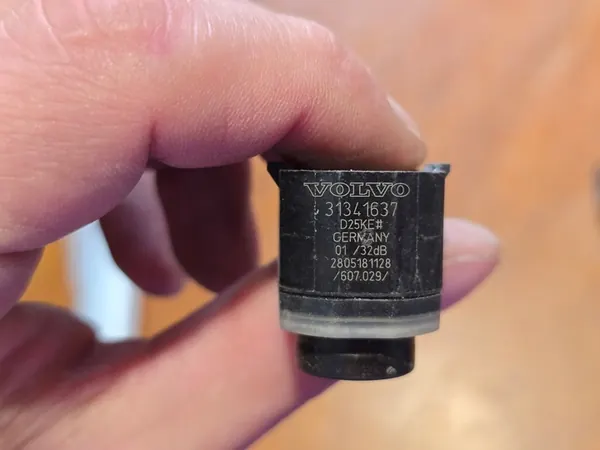 VOLVO
31341637
D25KE#
GERMANY
01 /32dB
2805181128
/607.029/